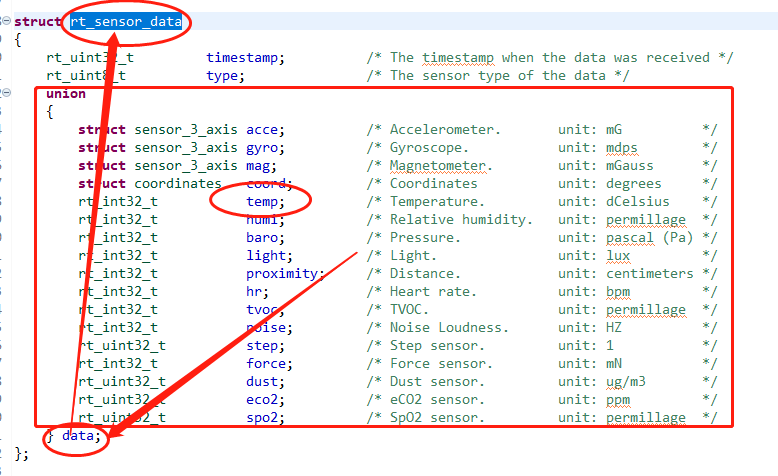 struct rt_sensor_data
{
rt_uint32_t timestamp; /* The timestamp when the data was received */
rt_uint8_t type; /* The sensor type of the data */
union
{
struct sensor_3_axis acce; /* Accelerometer. unit: mG */
struct sensor_3_axis gyro; /* Gyroscope. unit: mdps */
struct sensor_3_axis mag; /* Magnetometer. unit: mGauss */
struct coordinates coord; /* Coordinates unit: degrees */
rt_int32_t temp; /* Temperature. unit: dCelsius */
rt_int32_t humi; /* Relative humidity. unit: permillage */
rt_int32_t baro; /* Pressure. unit: pascal (Pa) */
rt_int32_t light; /* Light. unit: lux */
rt_int32_t proximity; /* Distance. unit: centimeters */
rt_int32_t hr; /* Heart rate. unit: bpm */
rt_int32_t tvoc; /* TVOC. unit: permillage */
rt_int32_t noise; /* Noise Loudness. unit: HZ */
rt_uint32_t step; /* Step sensor. unit: 1 */
rt_int32_t force; /* Force sensor. unit: mN */
rt_uint32_t dust; /* Dust sensor. unit: ug/m3 */
rt_uint32_t eco2; /* eCO2 sensor. unit: ppm */
rt_uint32_t spo2; /* SpO2 sensor. unit: permillage */
} data;
};